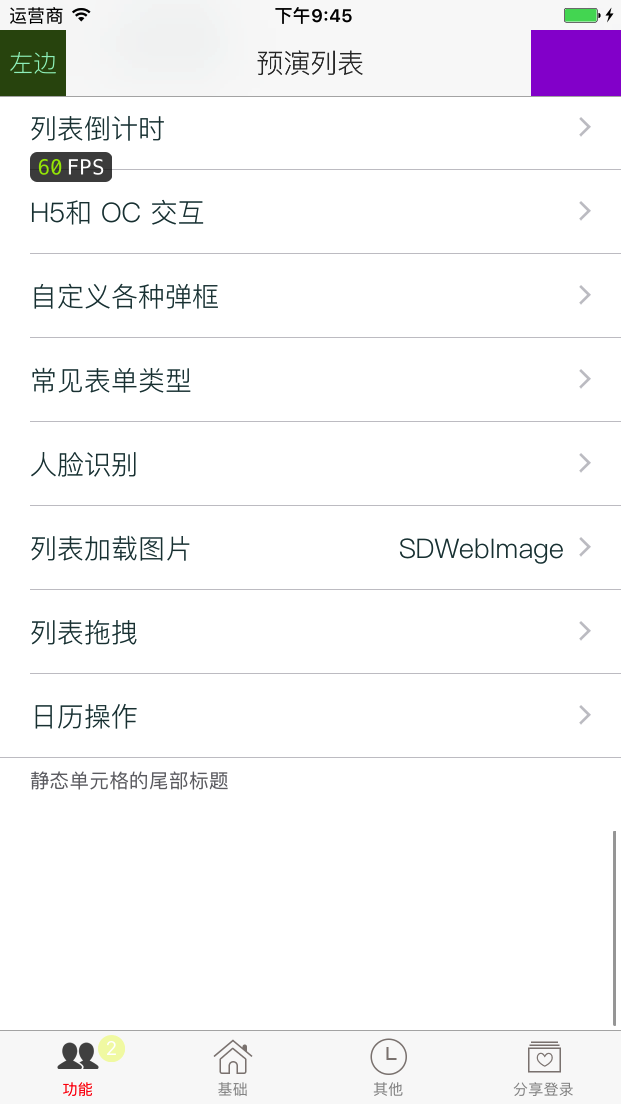 运营商 下午9:45
左边 预演列表
列表倒计时
60 FPS
H5和 OC 交互
自定义各种弹框
常见表单类型
人脸识别
列表加载图片 SDWebImage
列表拖拽
日历操作
静态单元格的尾部标题
2
功能 基础 其他 分享登录